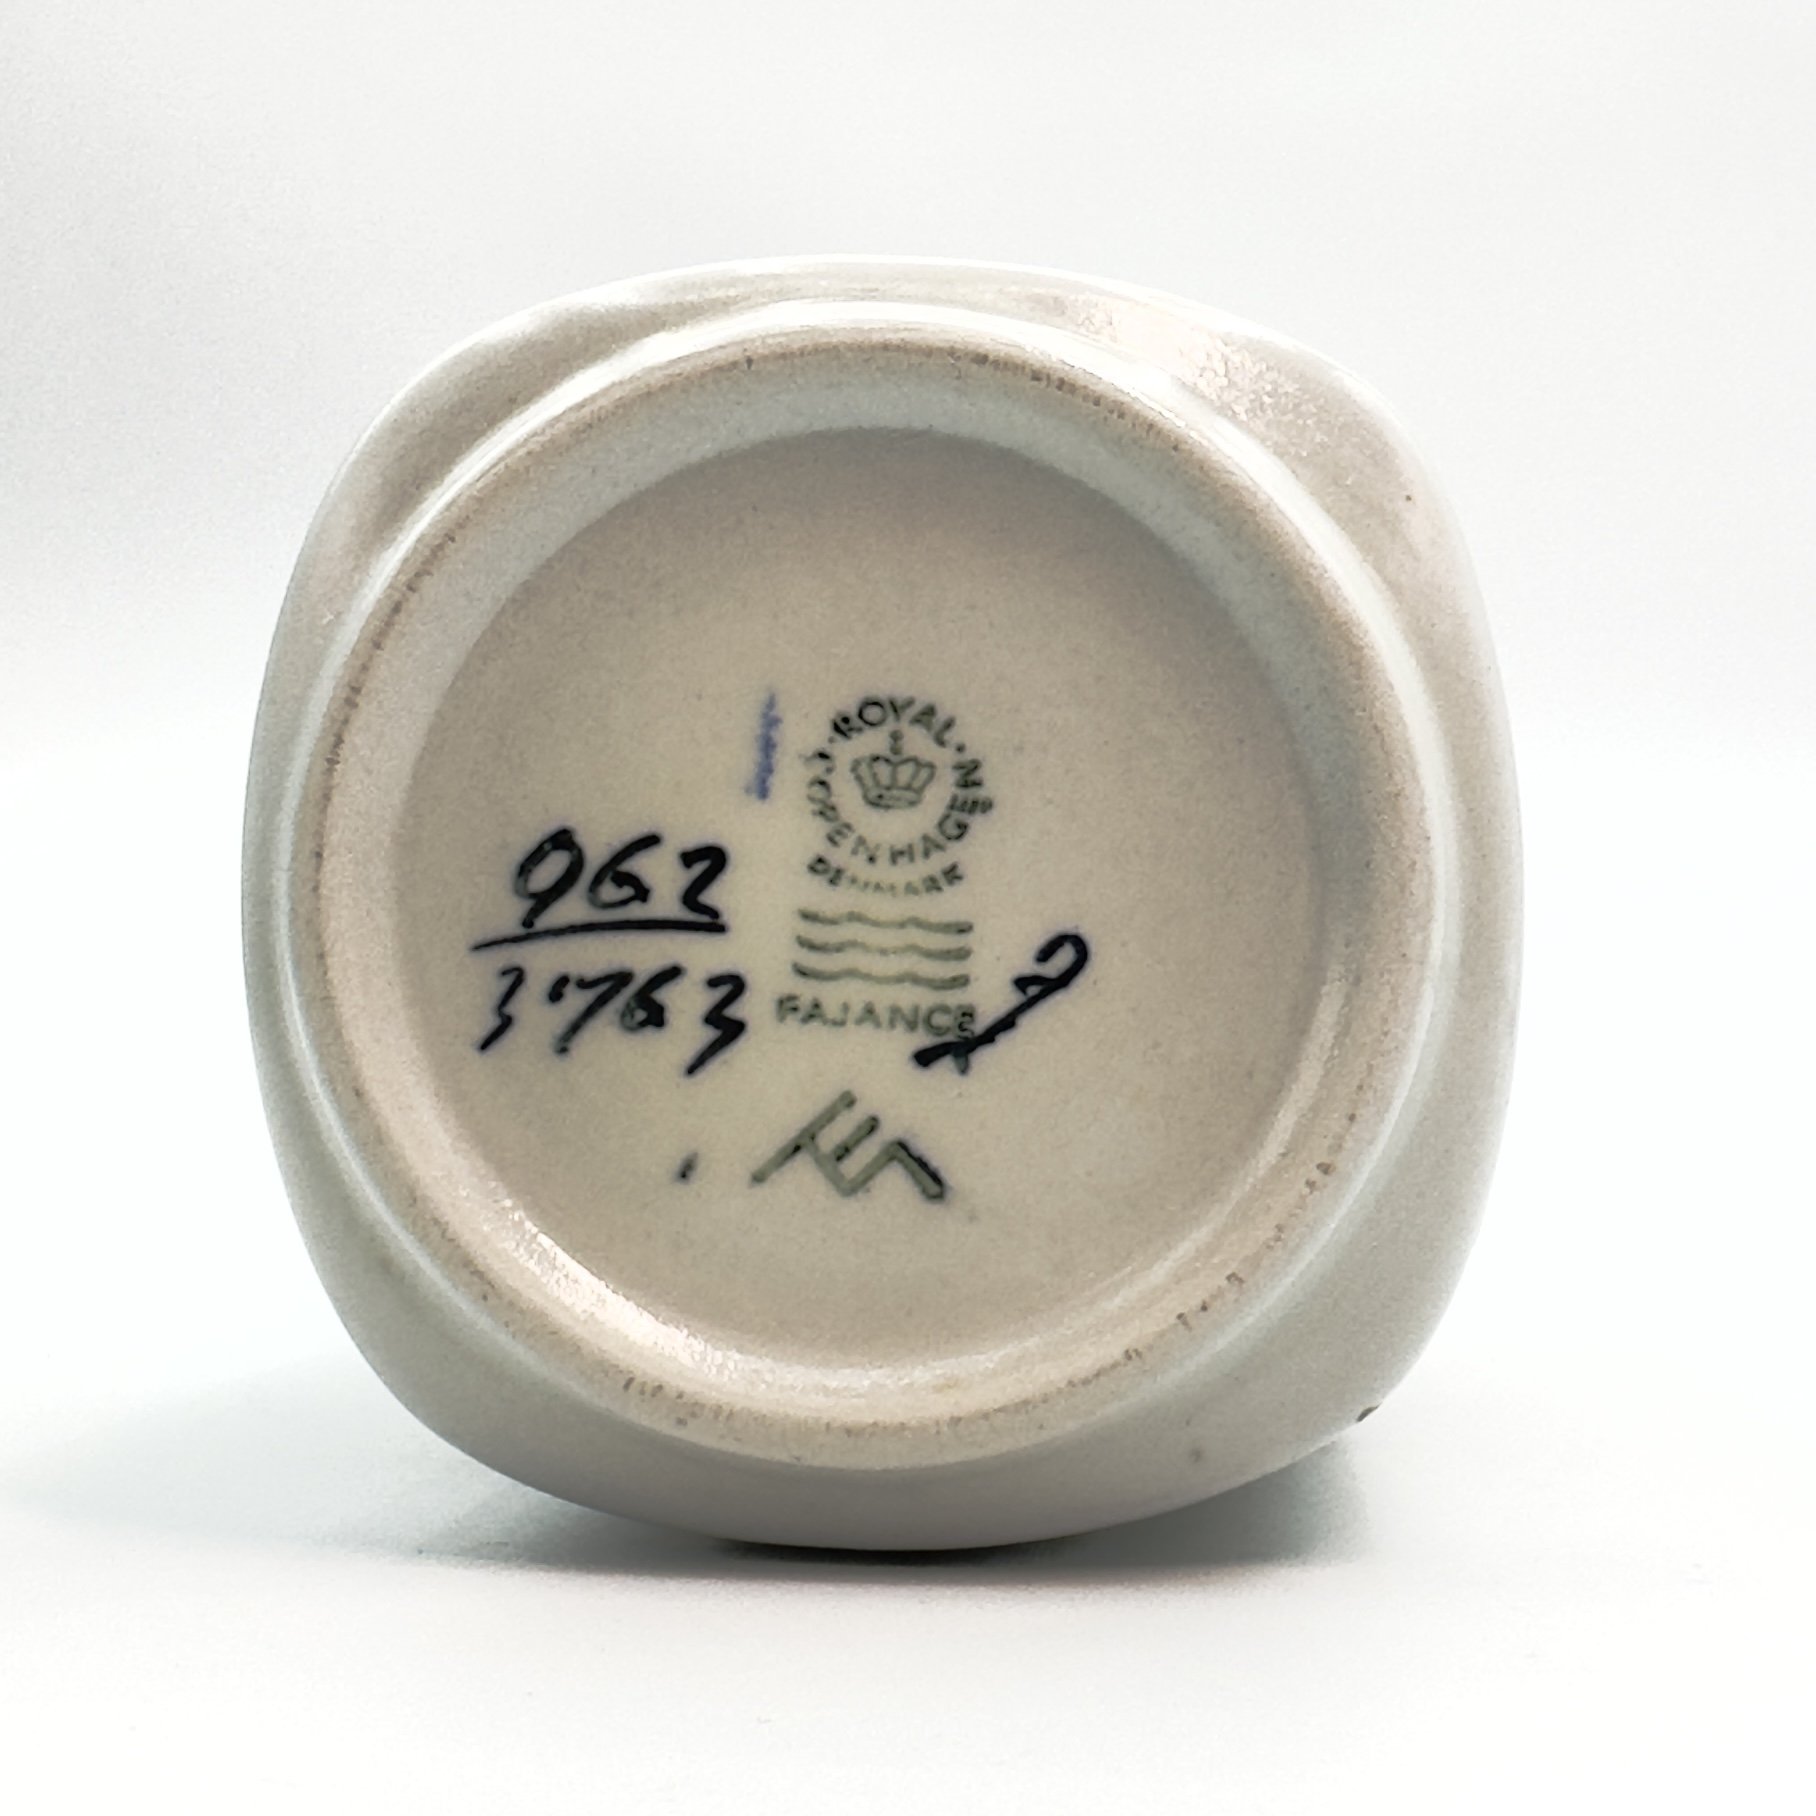 · ROYAL ·
COPENHAGEN
DENMARK
962
3763
FAJANCE